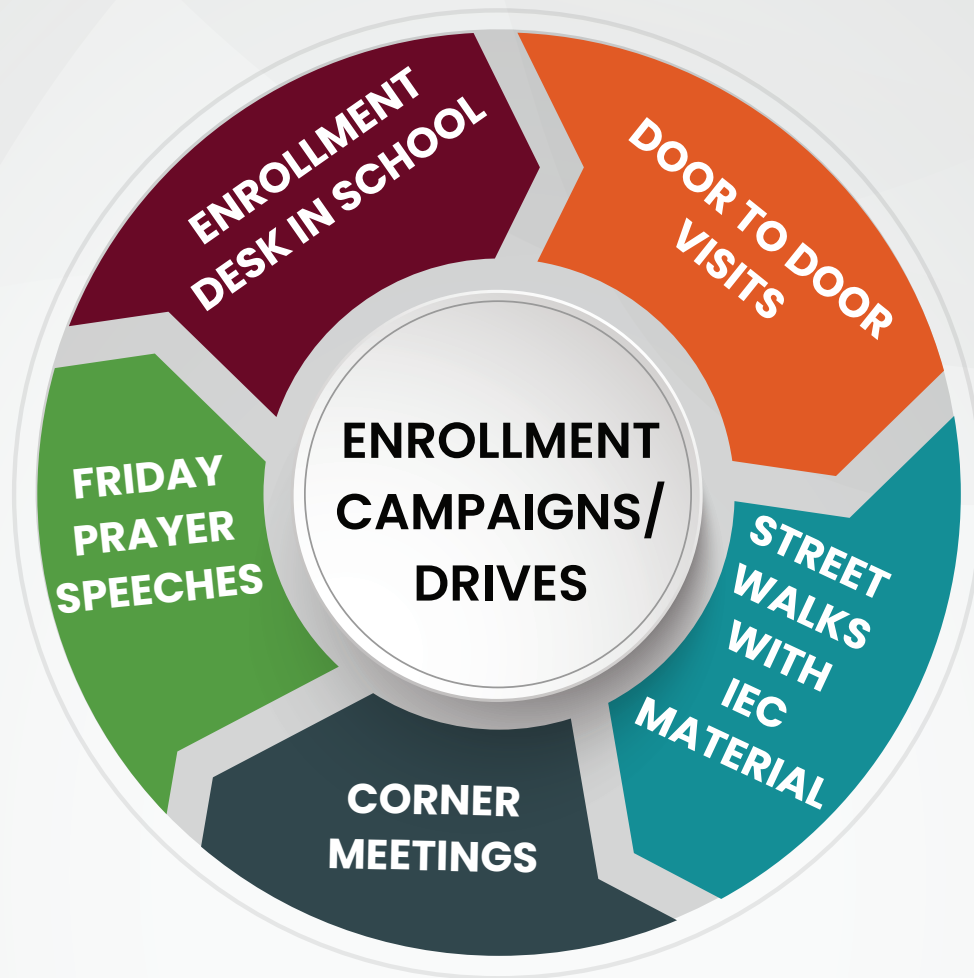 ENROLLMENT
DESK IN SCHOOL
DOOR TO DOOR
VISITS
STREET
WALKS
WITH
IEC
MATERIAL
CORNER
MEETINGS
FRIDAY
PRAYER
SPEECHES
ENROLLMENT
CAMPAIGNS/
DRIVES